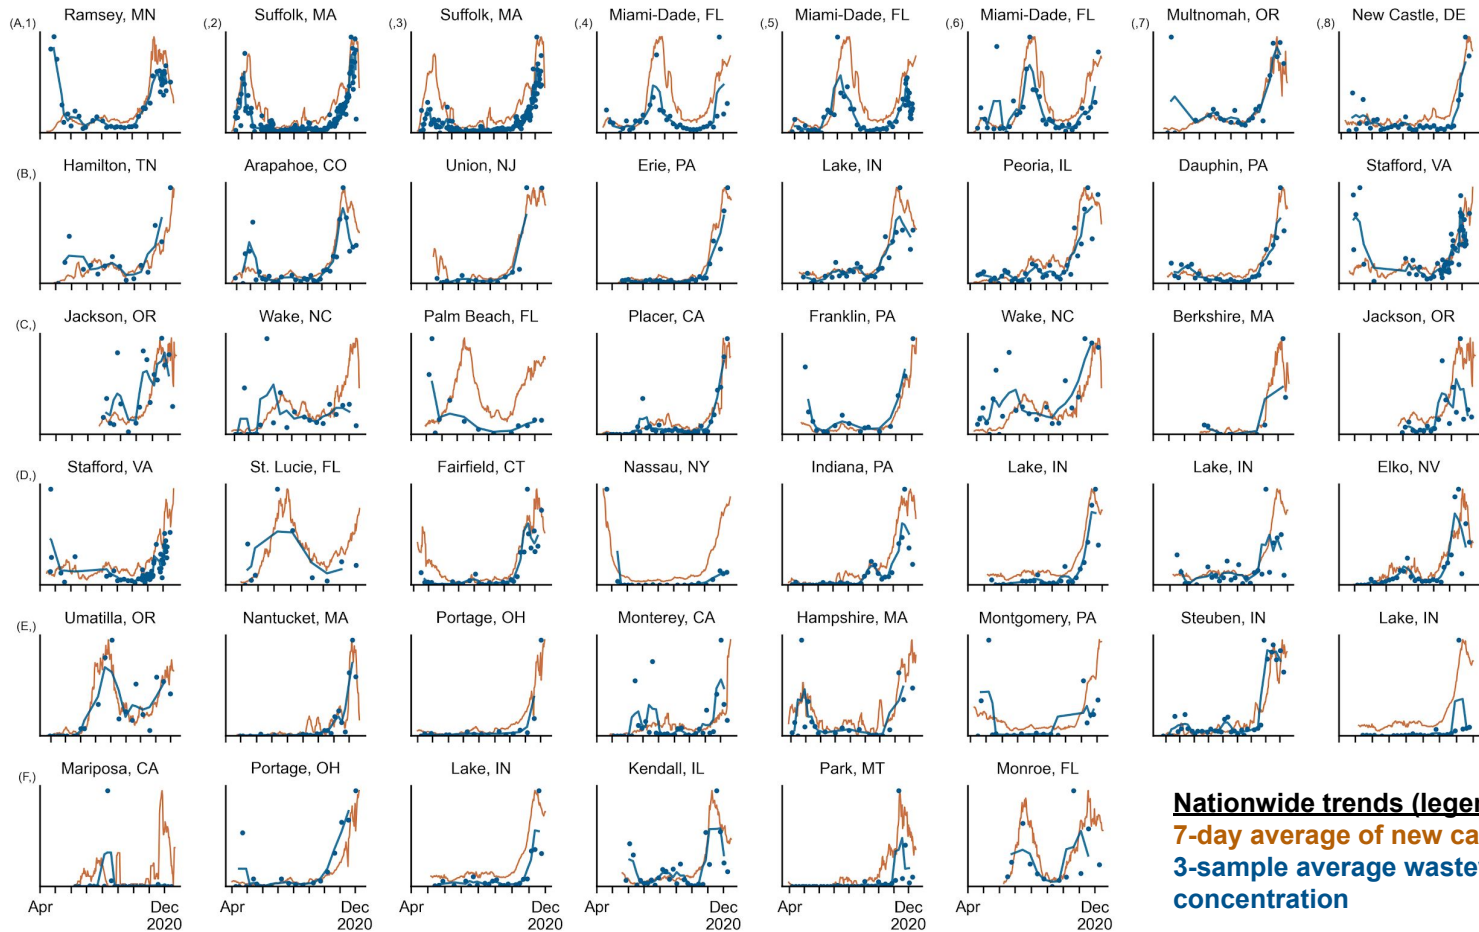 (A,1) Ramsey, MN (,2) Suffolk, MA (,3) Suffolk, MA (,4) Miami-Dade, FL (,5) Miami-Dade, FL (,6) Miami-Dade, FL (,7) Multnomah, OR (,8) New Castle, DE
(B,) Hamilton, TN Arapahoe, CO Union, NJ Erie, PA Lake, IN Peoria, IL Dauphin, PA Stafford, VA
(C,) Jackson, OR Wake, NC Palm Beach, FL Placer, CA Franklin, PA Wake, NC Berkshire, MA Jackson, OR
(D,) Stafford, VA St. Lucie, FL Fairfield, CT Nassau, NY Indiana, PA Lake, IN Lake, IN Elko, NV
(E,) Umatilla, OR Nantucket, MA Portage, OH Monterey, CA Hampshire, MA Montgomery, PA Steuben, IN Lake, IN
(F,) Mariposa, CA Portage, OH Lake, IN Kendall, IL Park, MT Monroe, FL
Apr Dec 2020 Apr Dec 2020 Apr Dec 2020 Apr Dec 2020 Apr Dec 2020 Apr Dec 2020
Nationwide trends (legen
7-day average of new ca
3-sample average waste
concentration